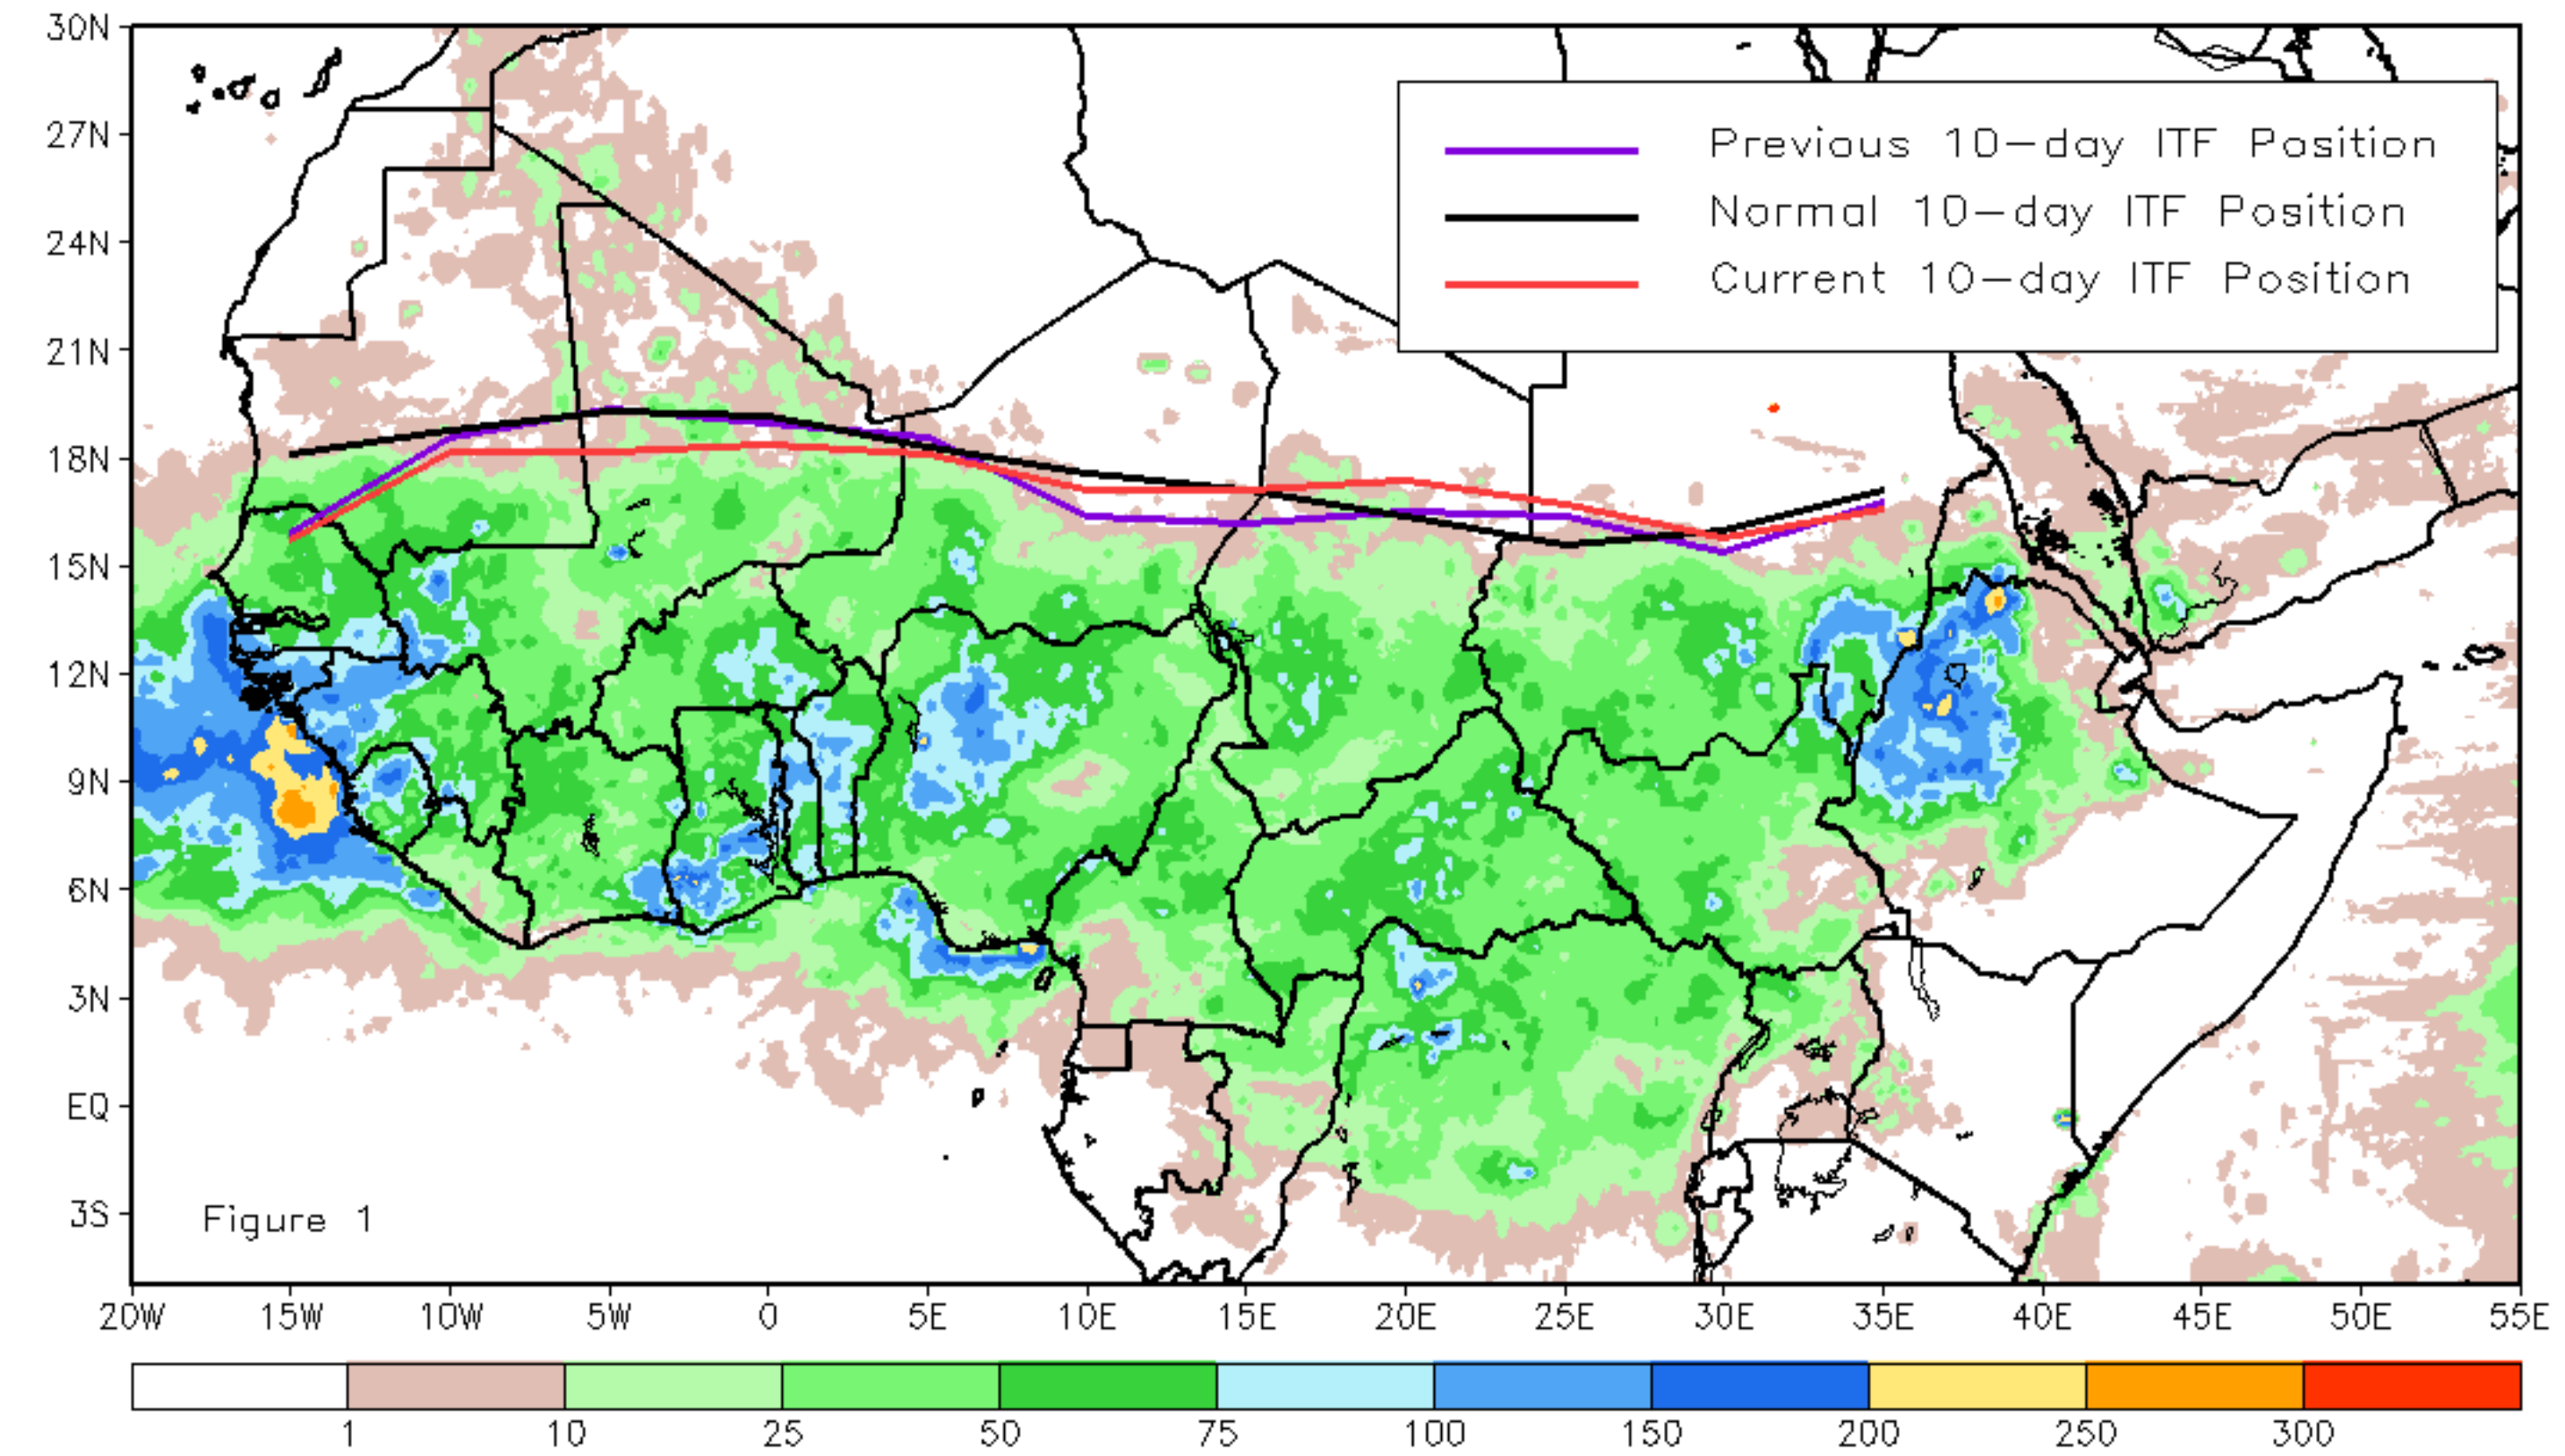 30N
27N
24N
21N
18N
15N
12N
9N
6N
3N
EQ
3S
Previous 10-day ITF Position
Normal 10-day ITF Position
Current 10-day ITF Position
Figure 1
20W 15W 10W 5W 0 5E 10E 15E 20E 25E 30E 35E 40E 45E 50E 55E
1 10 25 50 75 100 150 200 250 300